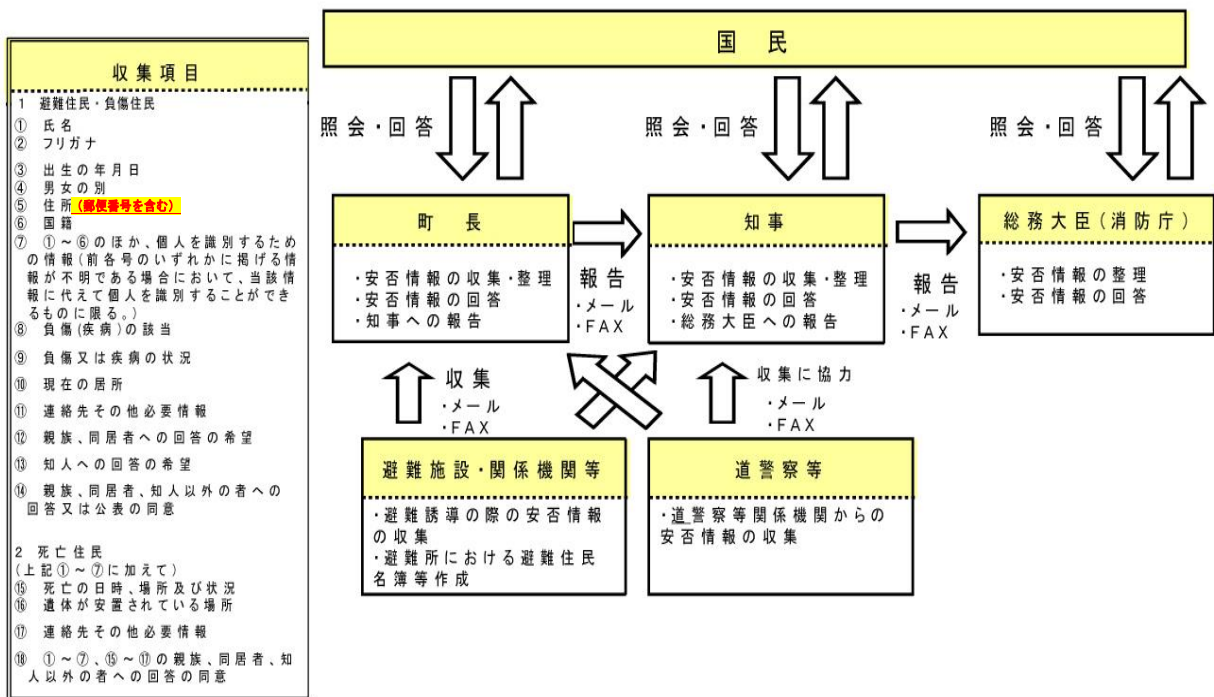 収集項目
1 避難住民・負傷住民
① 氏名
② フリガナ
③ 出生の年月日
④ 男女の別
⑤ 住所（郵便番号を含む）
⑥ 国籍
⑦ ①～⑥のほか、個人を識別するため
の情報(前各号のいずれかに掲げる情
報が不明である場合において、当該情
報に代えて個人を識別することができ
るものに限る。)
⑧ 負傷(疾病)の該当
⑨ 負傷又は疾病の状況
⑩ 現在の居所
⑪ 連絡先その他必要情報
⑫ 親族、同居者への回答の希望
⑬ 知人への回答の希望
⑭ 親族、同居者、知人以外の者への
回答又は公表の同意
2 死亡住民
(上記①～⑦に加えて)
⑮ 死亡の日時、場所及び状況
⑯ 遺体が安置されている場所
⑰ 連絡先その他必要情報
⑱ ①～⑦、⑮～⑰の親族、同居者、知
人以外の者への回答の同意
国民
照会・回答
照会・回答
照会・回答
町長
・安否情報の収集・整理
・安否情報の回答
・知事への報告
報告
・メール
・FAX
知事
・安否情報の収集・整理
・安否情報の回答
・総務大臣への報告
報告
・メール
・FAX
総務大臣(消防庁)
・安否情報の整理
・安否情報の回答
収集
・メール
・FAX
収集に協力
・メール
・FAX
避難施設・関係機関等
・避難誘導の際の安否情報
の収集
・避難所における避難住民
名簿等作成
道警察等
・道警察等関係機関からの
安否情報の収集